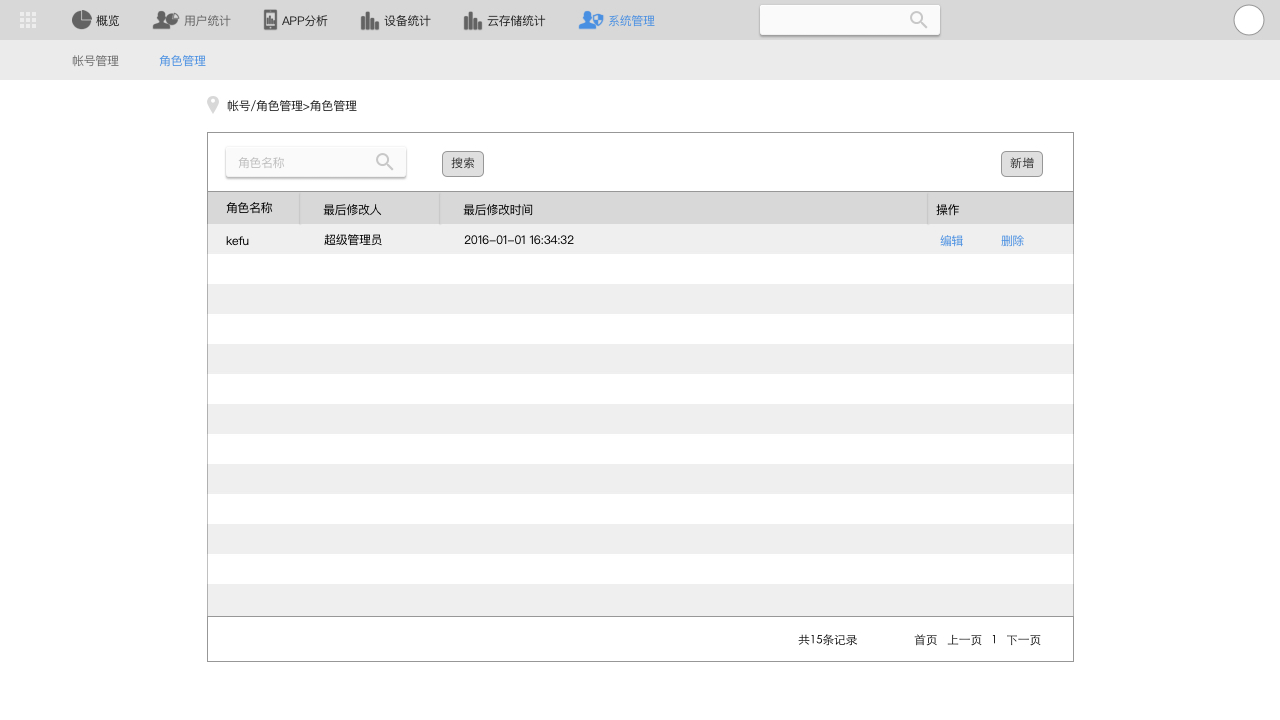 概览 用户统计 APP分析 设备统计 云存储统计 系统管理
帐号管理 角色管理
帐号/角色管理>角色管理
角色名称 搜索 新增
角色名称 最后修改人 最后修改时间 操作
kefu 超级管理员 2016-01-01 16:34:32 编辑 删除
共15条记录 首页 上一页 1 下一页